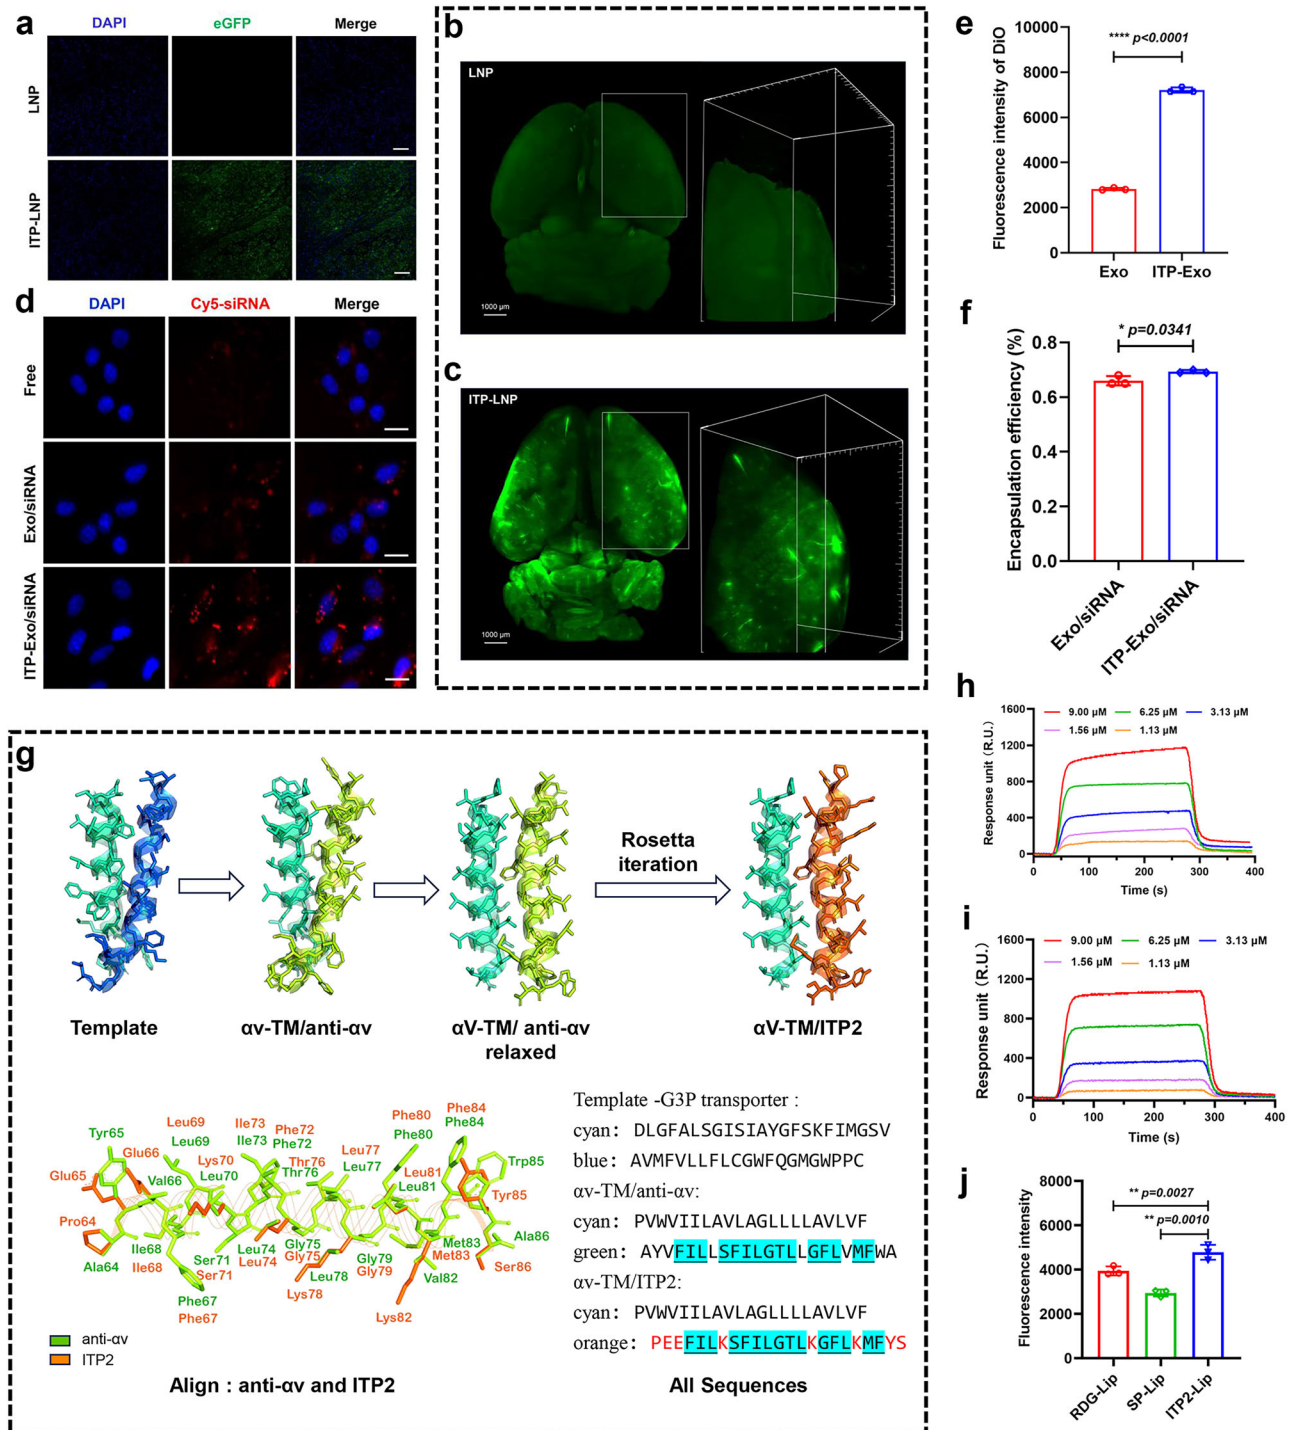 a
DAPI eGFP Merge
LNP
ITP-LNP
b
LNP
1000 µm
c
ITP-LNP
1000 µm
d
DAPI Cy5-siRNA Merge
Free
Exo/siRNA
ITP-Exo/siRNA
e
Fluorescence intensity of DiO
10000
8000
6000
4000
2000
0
**** p<0.0001
Exo ITP-Exo
f
Encapsulation efficiency (%)
0.8
0.6
0.4
0.2
0.0
* p=0.0341
Exo/siRNA
ITP-Exo/siRNA
g
Rosetta
iteration
Template
αv-TM/anti-αv
αV-TM/ anti-αv
relaxed
αV-TM/ITP2
Tyr65
Glu65
Glu66
Val66
Pro64
Ala64
Ile68
Ile68
Phe67
Phe67
Leu69
Leu69
Lys70
Leu70
Ser71
Ser71
Ile73
Ile73
Phe72
Phe72
Thr76
Thr76
Leu74
Leu74
Gly75
Gly75
Leu77
Leu77
Leu78
Lys78
Gly79
Gly79
Phe80
Phe80
Leu81
Leu81
Lys82
Val82
Met83
Met83
Phe84
Phe84
Trp85
Tyr85
Ala86
Ser86
anti-αv
ITP2
Align : anti-αv and ITP2
Template -G3P transporter :
cyan: DLGFALSGISIAYGFSKFIMGSV
blue: AVMFVLLFLCGWFQGMGWPPC
αv-TM/anti-αv:
cyan: PVWVIILAVLAGLLLLAVLVF
green: AYVFILLSFILGTLLGFLVMFWA
αv-TM/ITP2:
cyan: PVWVIILAVLAGLLLLAVLVF
orange: PEEFILKSFILGTLKGFLKMFYS
All Sequences
h
Response unit (R.U.)
1600
1200
800
400
0
9.00 µM 6.25 µM 3.13 µM
1.56 µM 1.13 µM
0 100 200 300 400
Time (s)
i
Response unit (R.U.)
1600
1200
800
400
0
9.00 µM 6.25 µM 3.13 µM
1.56 µM 1.13 µM
0 100 200 300 400
Time (s)
j
Fluorescence intensity
8000
6000
4000
2000
0
** p=0.0027
** p=0.0010
RDG-Lip
SP-Lip
ITP2-Lip